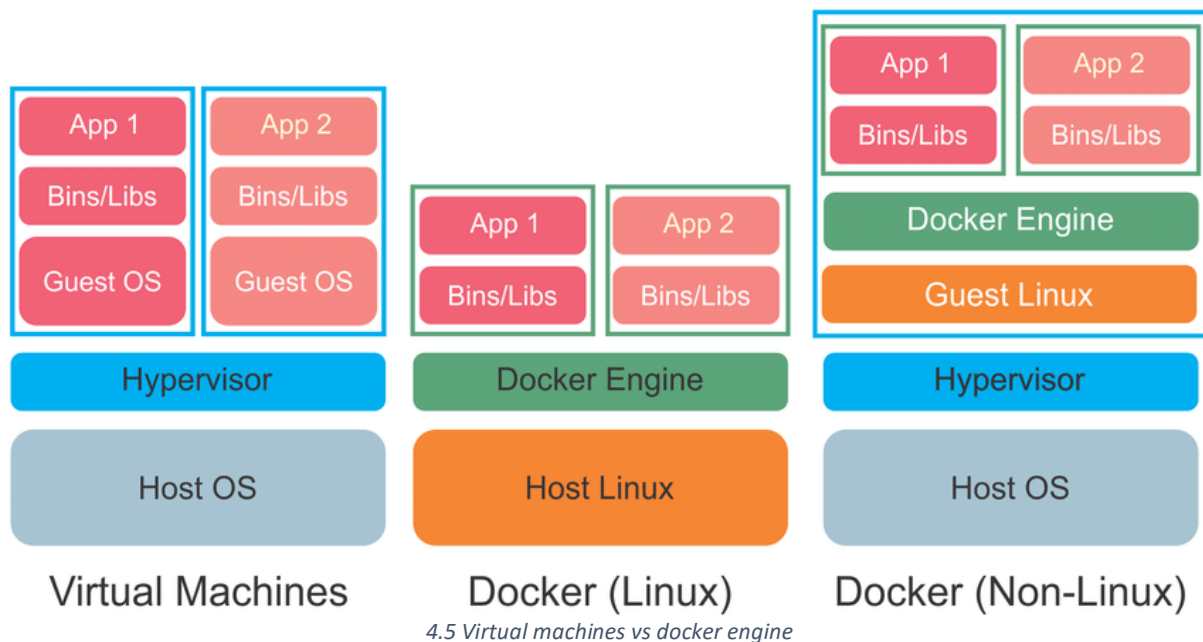 App 1
App 2
Bins/Libs
Bins/Libs
Guest OS
Guest OS
Hypervisor
Host OS
Virtual Machines
App 1
App 2
Bins/Libs
Bins/Libs
Docker Engine
Host Linux
Docker (Linux)
App 1
App 2
Bins/Libs
Bins/Libs
Docker Engine
Guest Linux
Hypervisor
Host OS
Docker (Non-Linux)
4.5 Virtual machines vs docker engine